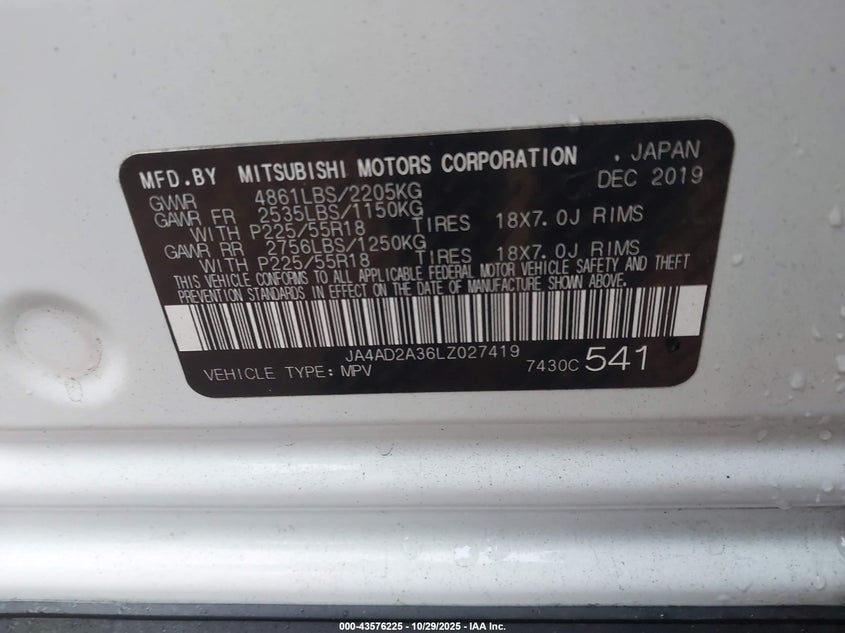 MFD.BY MITSUBISHI MOTORS CORPORATION . JAPAN
GVWR 4861LBS/2205KG DEC 2019
GAWR FR 2535LBS/1150KG
WITH P225/55R18 TIRES 18X7.0J RIMS
GAWR RR 2756LBS/1250KG
WITH P225/55R18 TIRES 18X7.0J RIMS
THIS VEHICLE CONFORMS TO ALL APPLICABLE FEDERAL MOTOR VEHICLE SAFETY AND THEFT
PREVENTION STANDARDS IN EFFECT ON THE DATE OF MANUFACTURE SHOWN ABOVE.
JA4AD2A36LZ027419
VEHICLE TYPE: MPV 7430C 541
000-43576225 - 10/29/2025 - IAA Inc.